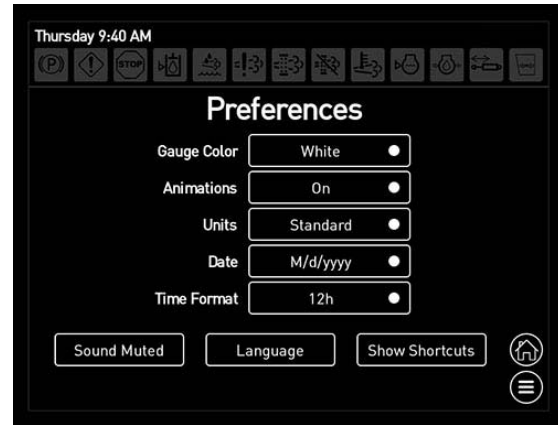 Thursday 9:40 AM
(P)
!
STOP
Preferences
Gauge Color White
Animations On
Units Standard
Date M/d/yyyy
Time Format 12h
Sound Muted Language Show Shortcuts